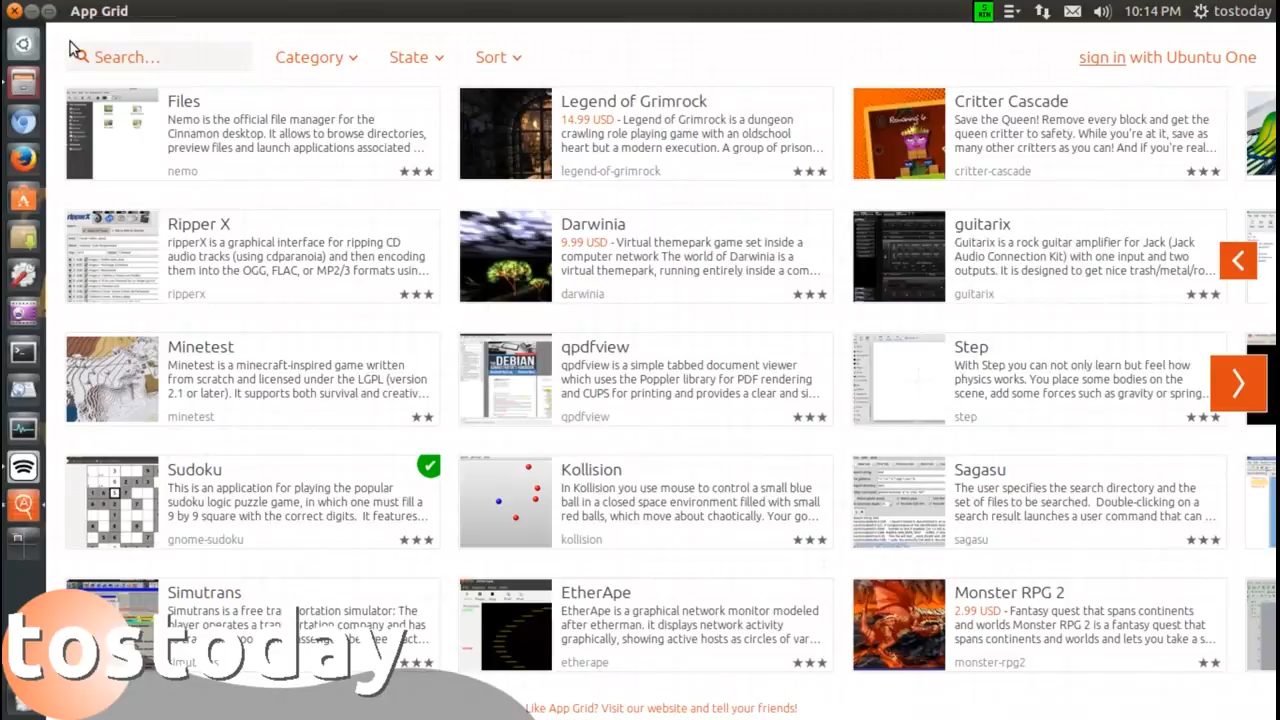 App Grid
5 MIN
10:14 PM tostoday
Search...
Category
State
Sort
sign in with Ubuntu One
Files
Nemo is the official file manager for the
Cinnamon desktop. It allows to browse directories,
preview files and launch applications associated ...
nemo
Legend of Grimrock
14.99 USD - Legend of Grimrock is a dungeon
crawling role playing game with an oldschool
heart but a modern execution. A group of prison...
legend-of-grimrock
Critter Cascade
Save the Queen! Remove every block and get the
queen critter to safety. While you're at it, save as
many other critters as you can! And if you're real...
critter-cascade
Ripper X
A graphical interface for ripping CD
using cdparanoia and then encoding
them to Ogg, FLAC, or MP2/3 formats using...
ripperx
Darwinia
9.99 USD - Virtual themepark game set inside a
computer network The world of Darwinia is a
virtual themepark, running entirely inside a ...
darwinia
guitarix
Guitarix is a rock guitar amplifier for Jack (Jack
Audio Connection Kit) with one input and two
outputs. It is designed to get nice trash/metal/ro...
guitarix
Minetest
Minetest is a minecraft-inspired game written
from scratch and licensed under the LGPL (version
2.1 or later). It supports both survival and creativ...
minetest
qpdfview
qpdfview is a simple tabbed document viewer
which uses the Poppler library for PDF rendering
and CUPS for printing and provides a clear and si...
qpdfview
Step
With Step you can not only learn but feel how
physics works. You place some bodies on the
scene, add some forces such as gravity or spring...
step
Sudoku
application for playing the popular
Japanese logic game. Sudoku is a must fill
a 9x9 square with the correct digits. It features...
gnome-sudoku
Kollision
In Kollision you use mouse to control a small blue
ball in a closed space environment filled with small
red balls, which move about chaotically. Your go...
kollision
Sagasu
The user specifies the search directory and the
set of files to be searched. Double-clicking on a
search result launches a user command that can ...
sagasu
Simutrans
Simutrans is a free transportation simulator: The
player operates a transportation company and has
EtherApe
EtherApe is a graphical network monitor modeled
after etherman. it displays network activity
graphically, showing active hosts as circles of var...
etherape
Monster RPG 2
USD - Fantasy quest that spans continents
and worlds Monster RPG 2 is a fantasy quest that
spans continents and worlds. It lets you take ...
monster-rpg2
tostoday
Like App Grid? Visit our website and tell your friends!